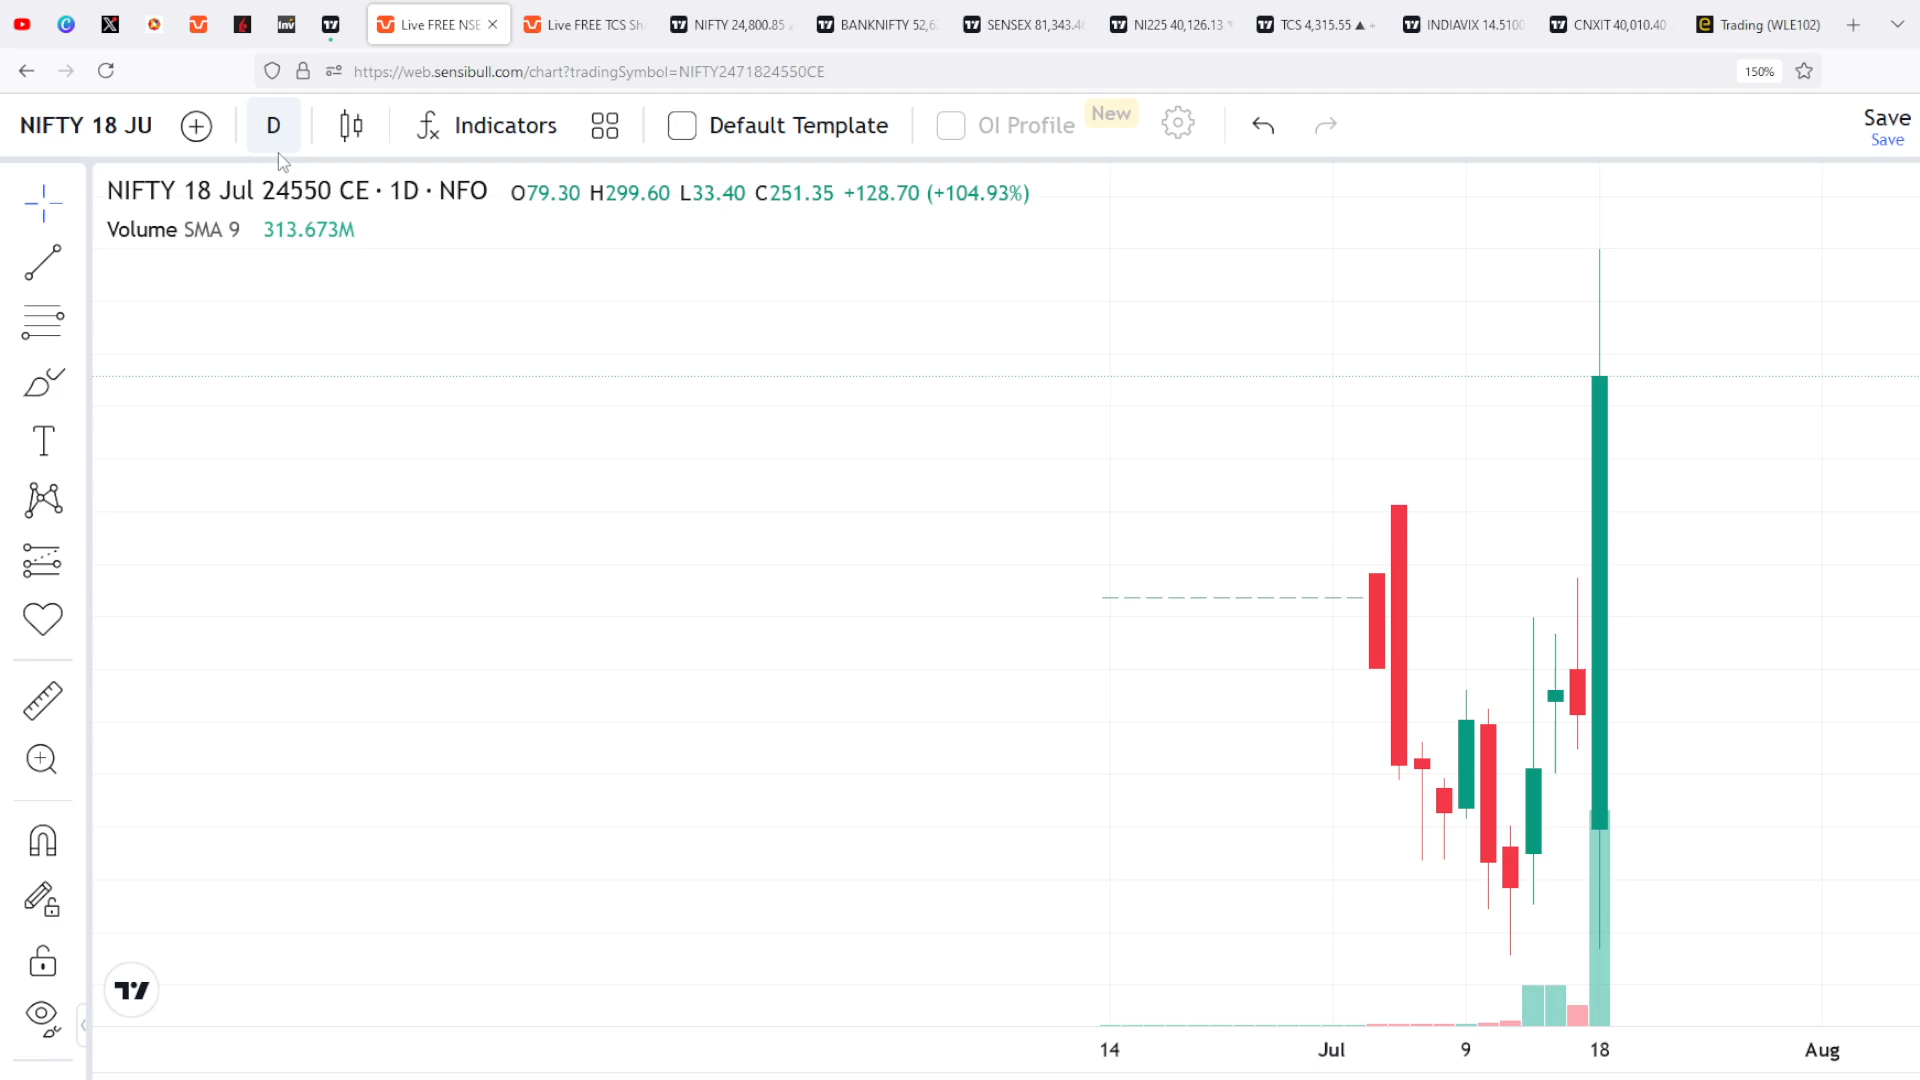 Live FREE NSE
Live FREE TCS Sh
NIFTY 24,800.85
BANKNIFTY 52,6
SENSEX 81,343.4
NI225 40,126.13
TCS 4,315.55 ▲ +
INDIAVIX 14.5100
CNXIT 40,010.40
Trading (WLE102)
https://web.sensibull.com/chart?tradingSymbol=NIFTY2471824550CE
150%
NIFTY 18 JU
D
Indicators
Default Template
OI Profile
New
Save
Save
NIFTY 18 Jul 24550 CE · 1D · NFO O79.30 H299.60 L33.40 C251.35 +128.70 (+104.93%)
Volume SMA 9 313.673M
14
Jul
9
18
Aug